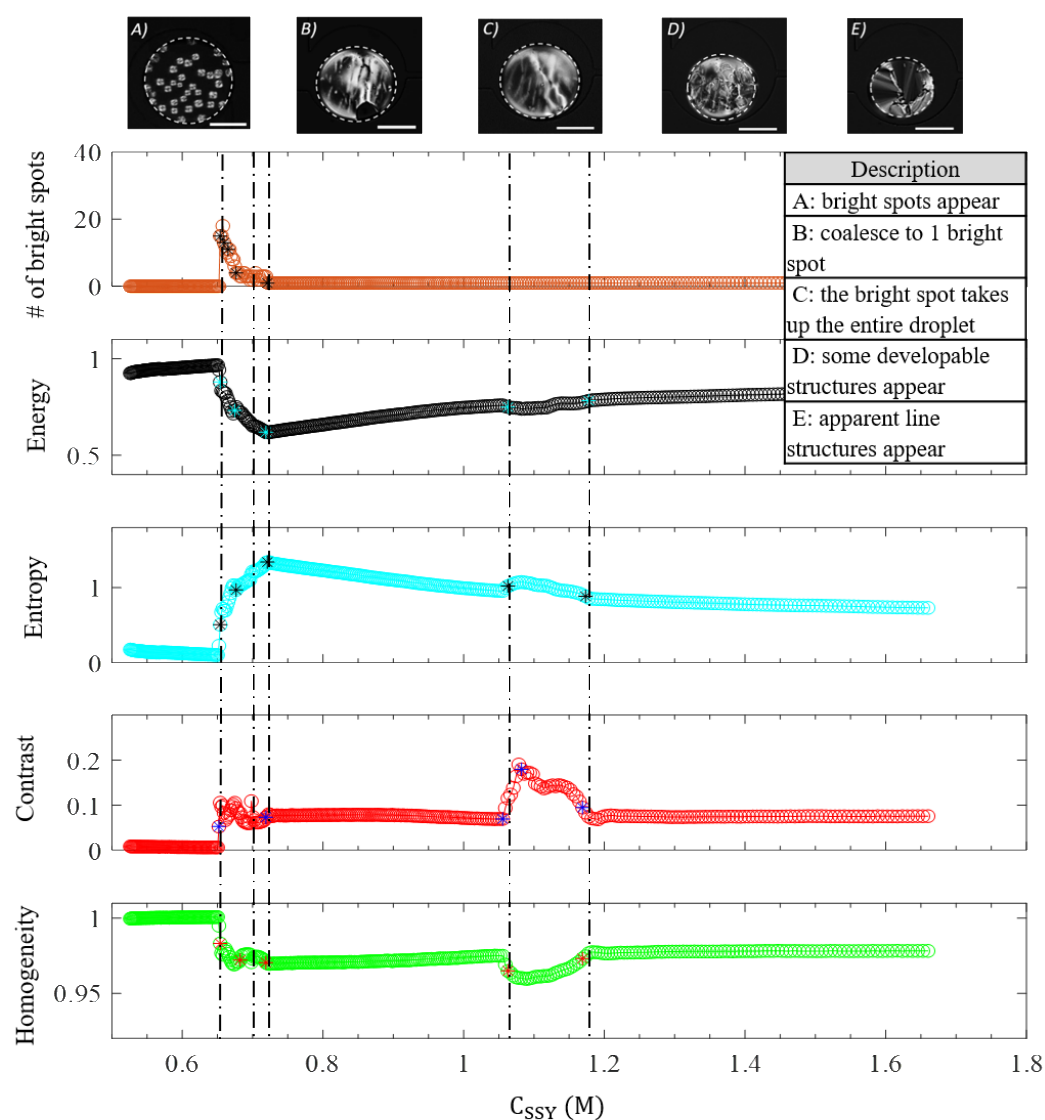 A)
B)
C)
D)
E)
# of bright spots
40
20
0
Description
A: bright spots appear
B: coalesce to 1 bright
spot
C: the bright spot takes
up the entire droplet
D: some developable
structures appear
E: apparent line
structures appear
Energy
1
0.5
Entropy
1
0
Contrast
0.2
0.1
0
Homogeneity
1
0.95
0.6
0.8
1
1.2
1.4
1.6
1.8
C_SSY (M)